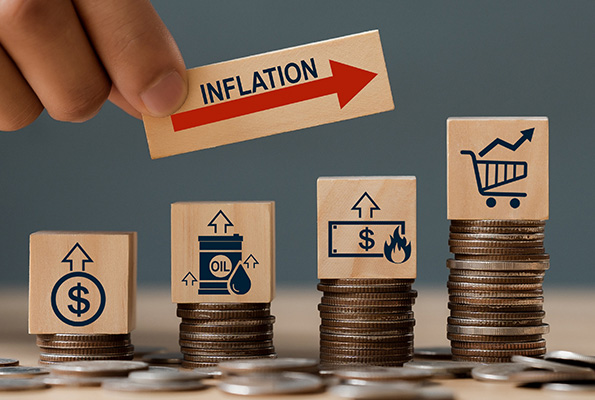 INFLATION
$
OIL
$